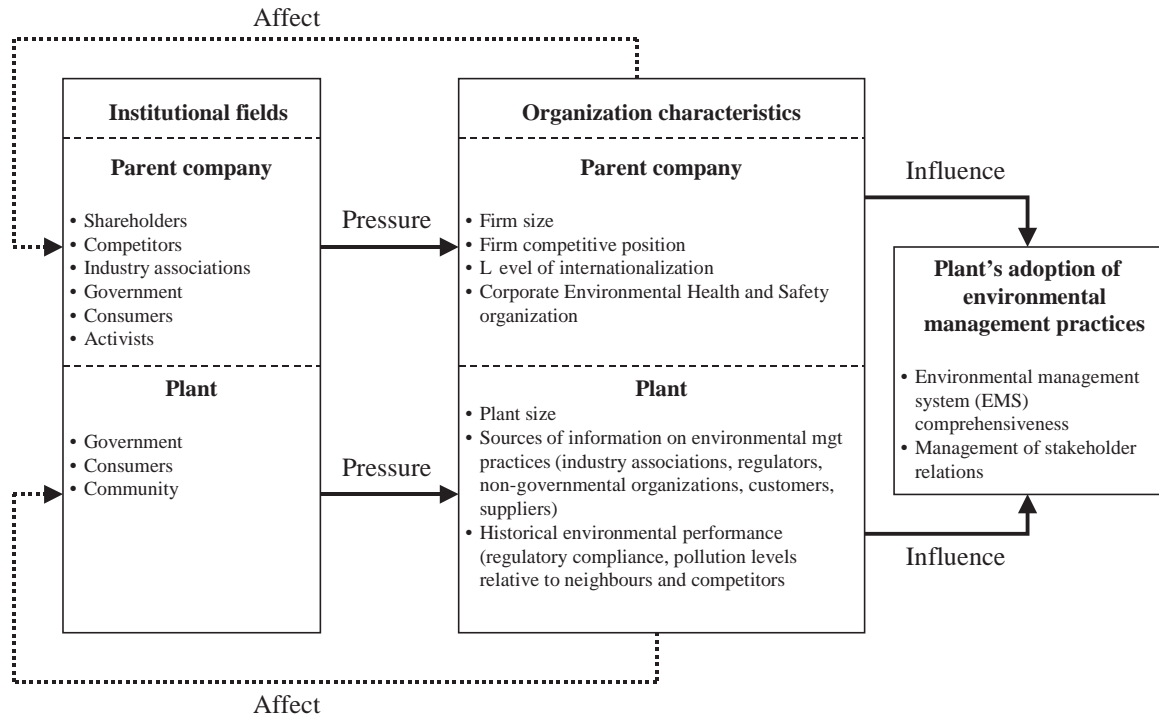 Affect
Institutional fields
Parent company
• Shareholders
• Competitors
• Industry associations
• Government
• Consumers
• Activists
Plant
• Government
• Consumers
• Community
Pressure
Pressure
Organization characteristics
Parent company
• Firm size
• Firm competitive position
• L evel of internationalization
• Corporate Environmental Health and Safety
organization
Plant
• Plant size
• Sources of information on environmental mgt
practices (industry associations, regulators,
non-governmental organizations, customers,
suppliers)
• Historical environmental performance
(regulatory compliance, pollution levels
relative to neighbours and competitors
Influence
Plant's adoption of
environmental
management practices
• Environmental management
system (EMS)
comprehensiveness
• Management of stakeholder
relations
Influence
Affect